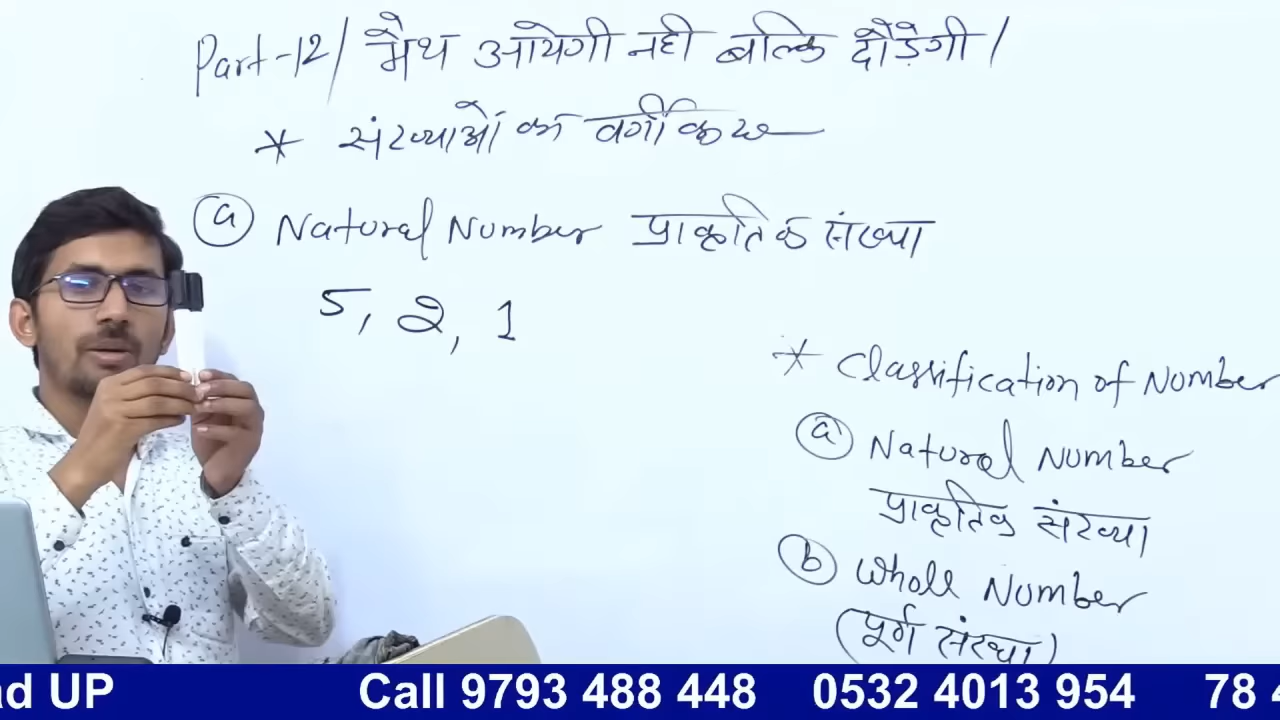 Part-12/ मैथ आयेगी नही बल्कि दौड़ेगी /
* संख्याओं का वर्गीकरण
(a) Natural Number प्राकृतिक संख्या
5, 2, 1
* Classification of Number
(a) Natural Number
प्राकृतिक संख्या
(b) Whole Number
(पूर्ण संख्या)
ad UP Call 9793 488 448 0532 4013 954 78 4